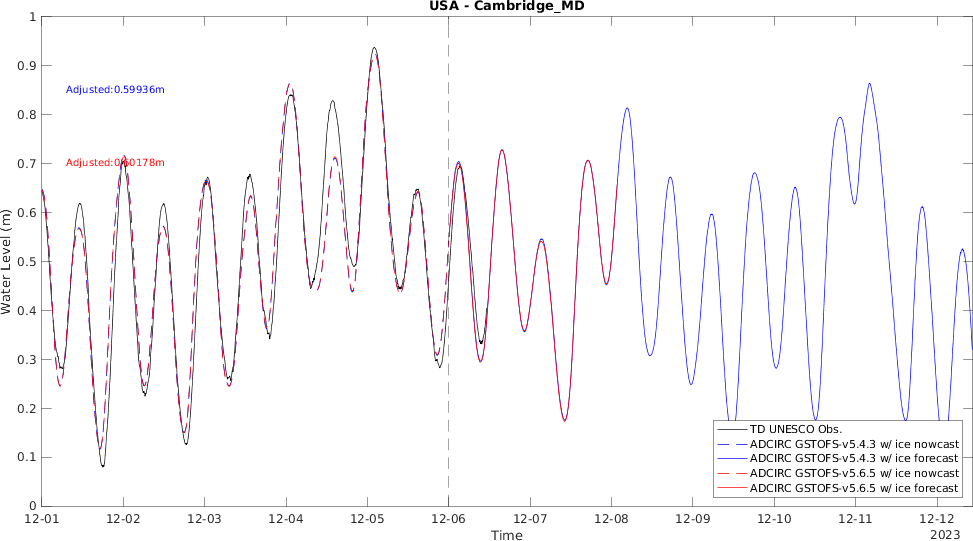 USA - Cambridge_MD
1
0.9
0.8
0.7
0.6
0.5
0.4
0.3
0.2
0.1
0
Water Level (m)
Adjusted:0.59936m
Adjusted:0.60178m
TD UNESCO Obs.
ADCIRC GSTOFS-v5.4.3 w/ ice nowcast
ADCIRC GSTOFS-v5.4.3 w/ ice forecast
ADCIRC GSTOFS-v5.6.5 w/ ice nowcast
ADCIRC GSTOFS-v5.6.5 w/ ice forecast
12-01 12-02 12-03 12-04 12-05 12-06 12-07 12-08 12-09 12-10 12-11 12-12
Time
2023